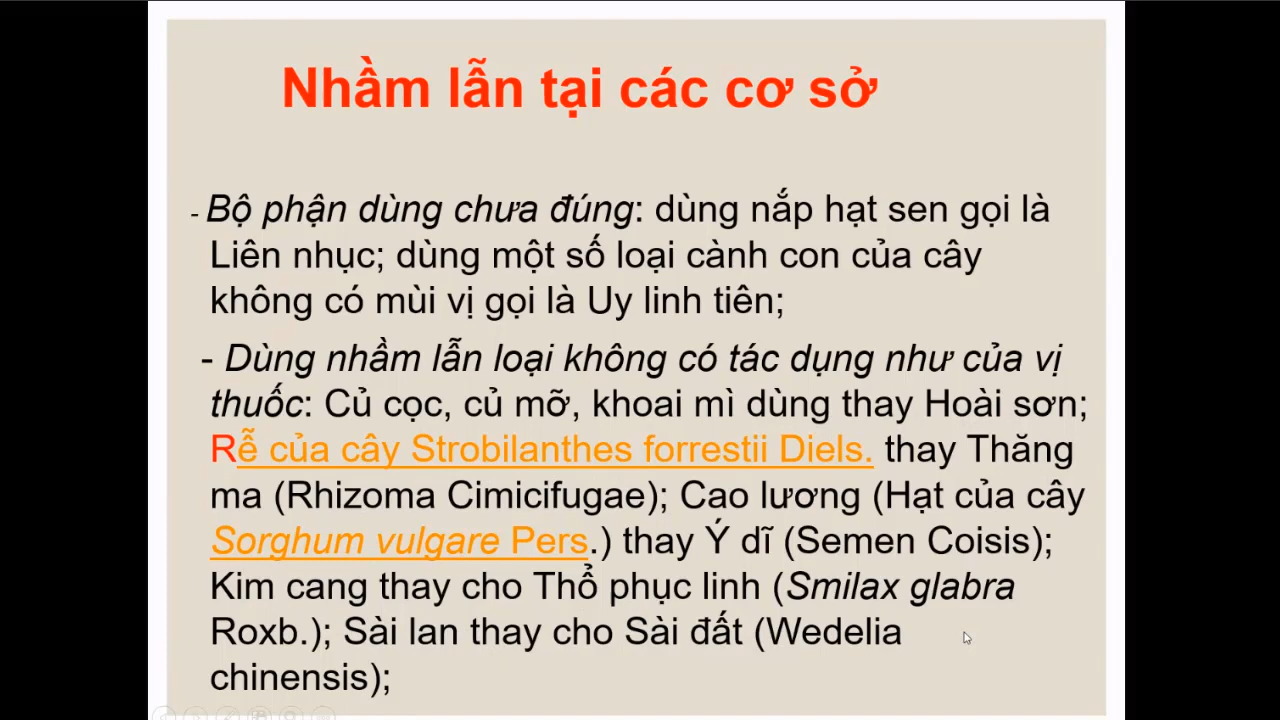 Nhầm lẫn tại các cơ sở
- Bộ phận dùng chưa đúng: dùng nắp hạt sen gọi là
Liên nhục; dùng một số loại cành con của cây
không có mùi vị gọi là Uy linh tiên;
- Dùng nhầm lẫn loại không có tác dụng như của vị
thuốc: Củ cọc, củ mỡ, khoai mì dùng thay Hoài sơn;
Rễ của cây Strobilanthes forrestii Diels. thay Thăng
ma (Rhizoma Cimicifugae); Cao lương (Hạt của cây
Sorghum vulgare Pers.) thay Ý dĩ (Semen Coisis);
Kim cang thay cho Thổ phục linh (Smilax glabra
Roxb.); Sài lan thay cho Sài đất (Wedelia
chinensis);